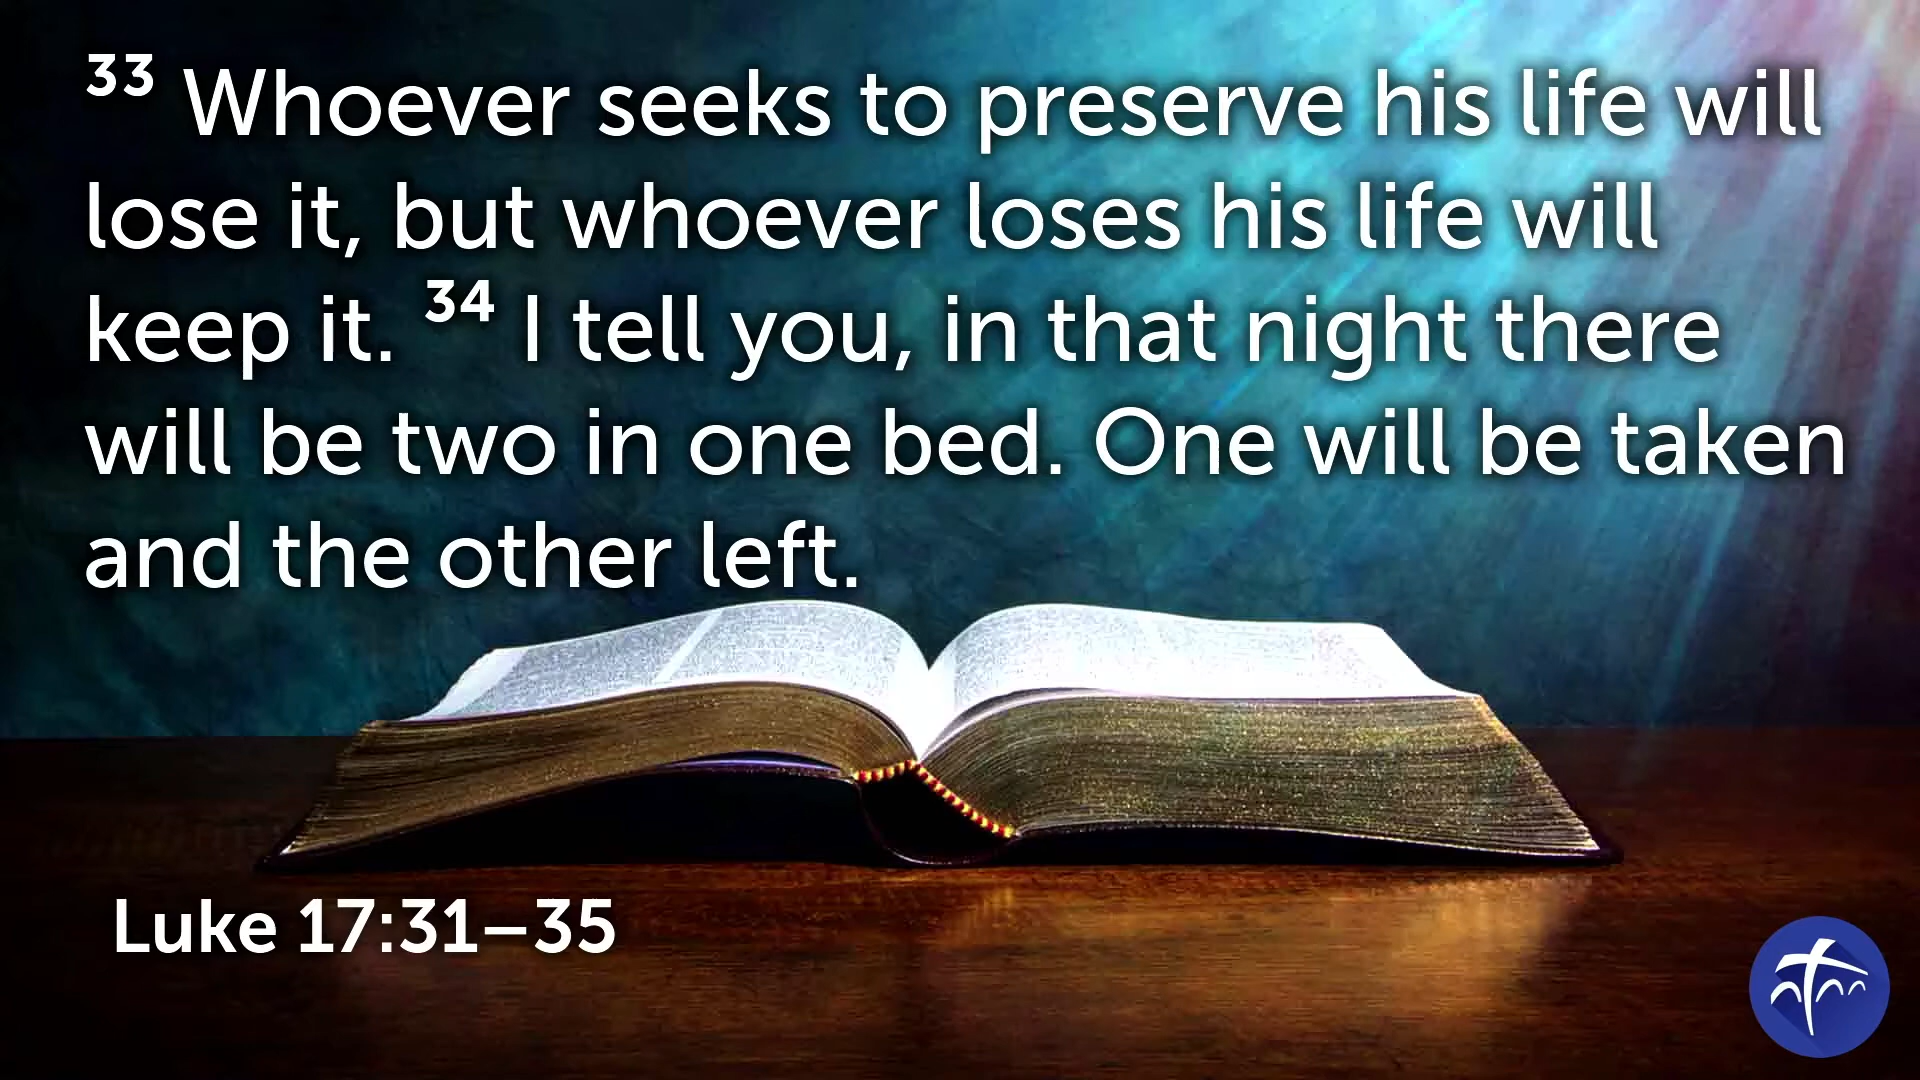 33 Whoever seeks to preserve his life will
lose it, but whoever loses his life will
keep it. 34 I tell you, in that night there
will be two in one bed. One will be taken
and the other left.
Luke 17:31–35